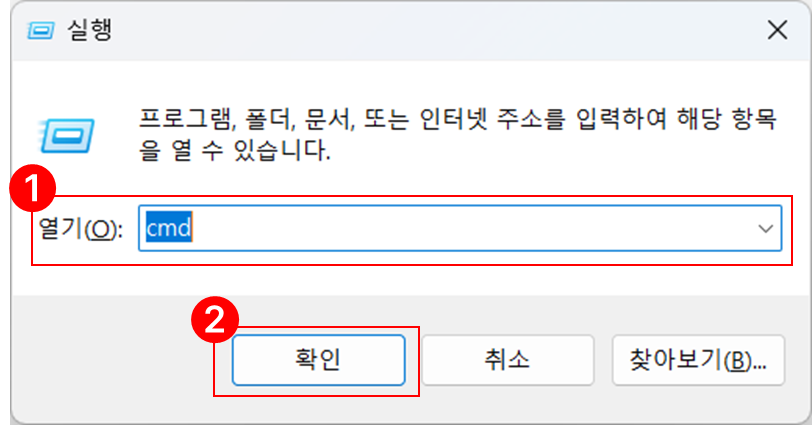 실행
프로그램, 폴더, 문서, 또는 인터넷 주소를 입력하여 해당 항목
을 열 수 있습니다.
1
열기(O): cmd
2
확인 취소 찾아보기(B)...